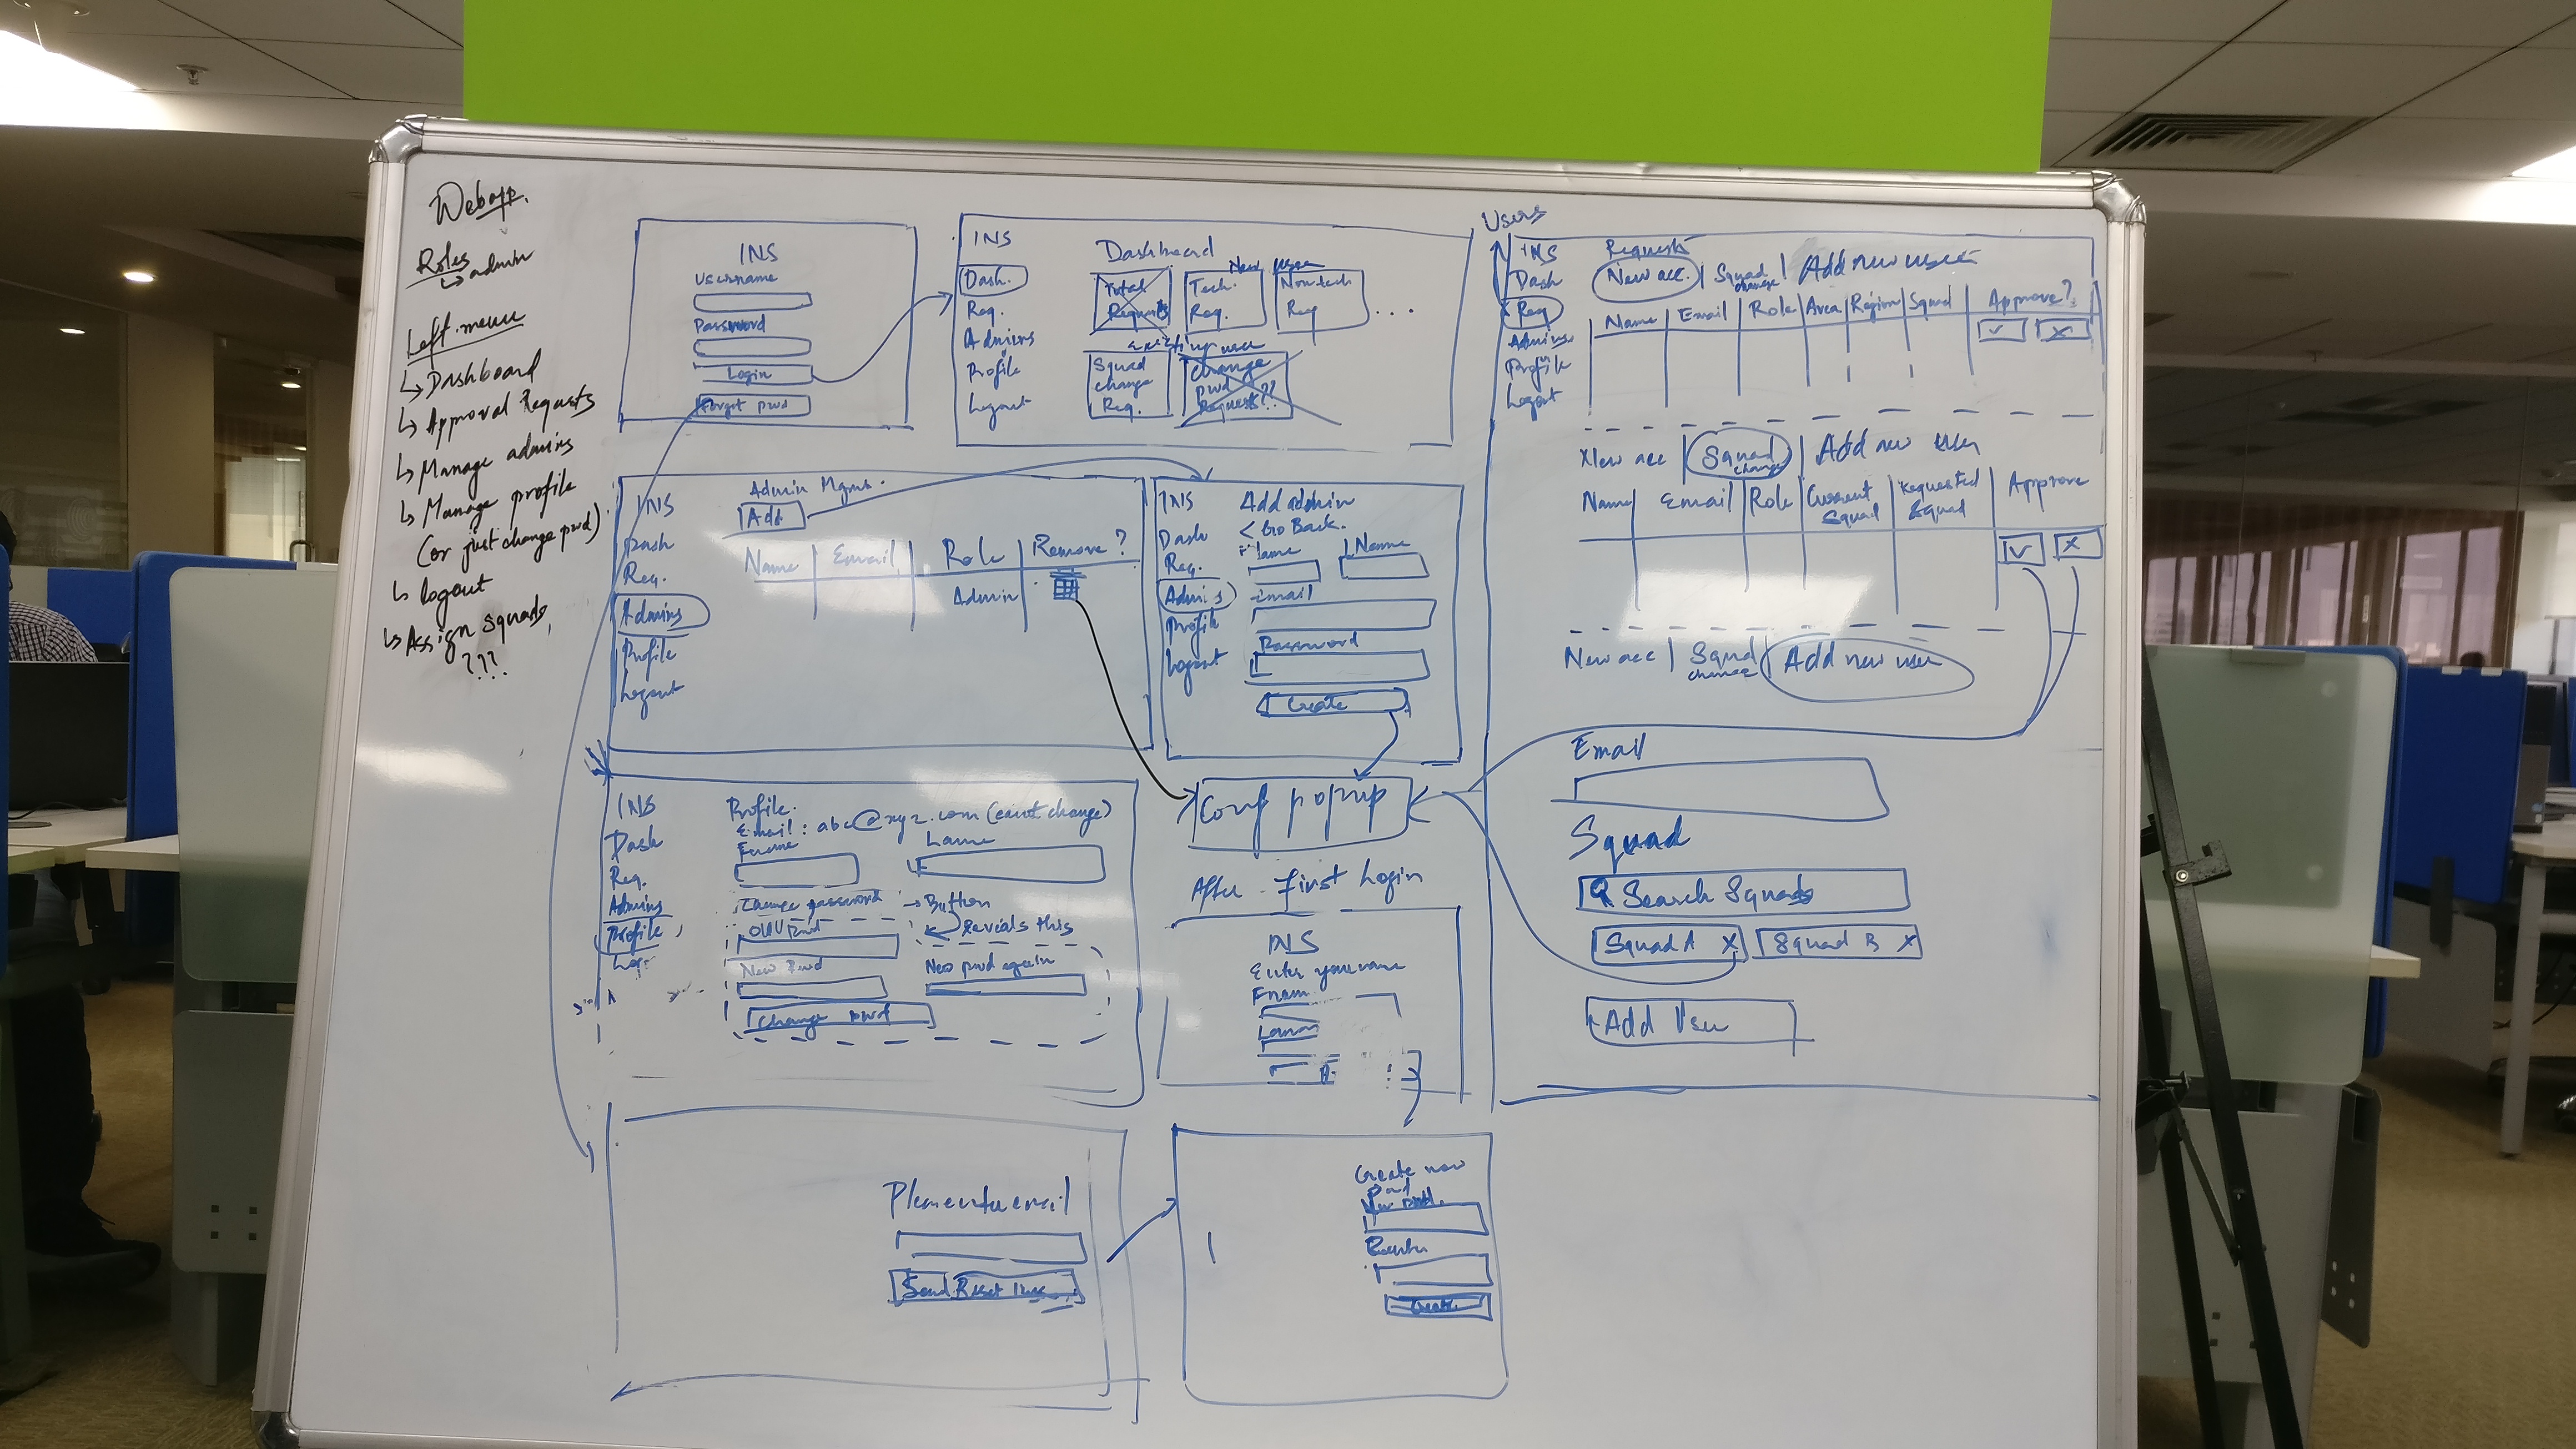 Webapp.
Roles
↳ admin
Left menu
↳ Dashboard
↳ Approval Requests
↳ Manage admins
↳ Manage profile
(or just change pwd)
↳ logout
↳ Assign squads,
???
INS
Username
Password
Login
Forgot pwd
INS
Dash.
Req.
Admins
Profile
Logout
Dashboard
New user
Total Requests
Tech. Req.
Non tech Req
...
existing user
Squad change Req.
Change pwd Request??
Users
INS
Dash
Req
Admins
Profile
Logout
Requests
New acc. | Squad change | Add new user
Name | Email | Role | Area | Region | Squad | Approve?
✓ X
New acc | Squad change | Add new user
Name | Email | Role | Current Squad | Requested Squad | Approve
✓ X
New acc | Squad change | Add new user
Email
Squad
Search Squads
Squad A X
Squad B X
Add User
INS
Dash
Req.
Admins
Profile
Logout
Admin Mgmt.
Add
Name | Email | Role | Remove?
Admin
INS
Dash
Req.
Admins
Profile
Logout
Add admin
< Go Back.
Fname
LName
Email
Password
Create
Conf popup
INS
Dash
Req.
Admins
Profile
Profile.
Email: abc@xyz.com (cant change)
Fname
Lname
Change password → Button
Reveals this
Old Pwd
New Pwd
New pwd again
Change pwd
After first login
INS
Enter your name
Fnam
Please enter email
Send Reset link
Create new
pwd
New pwd.
Create